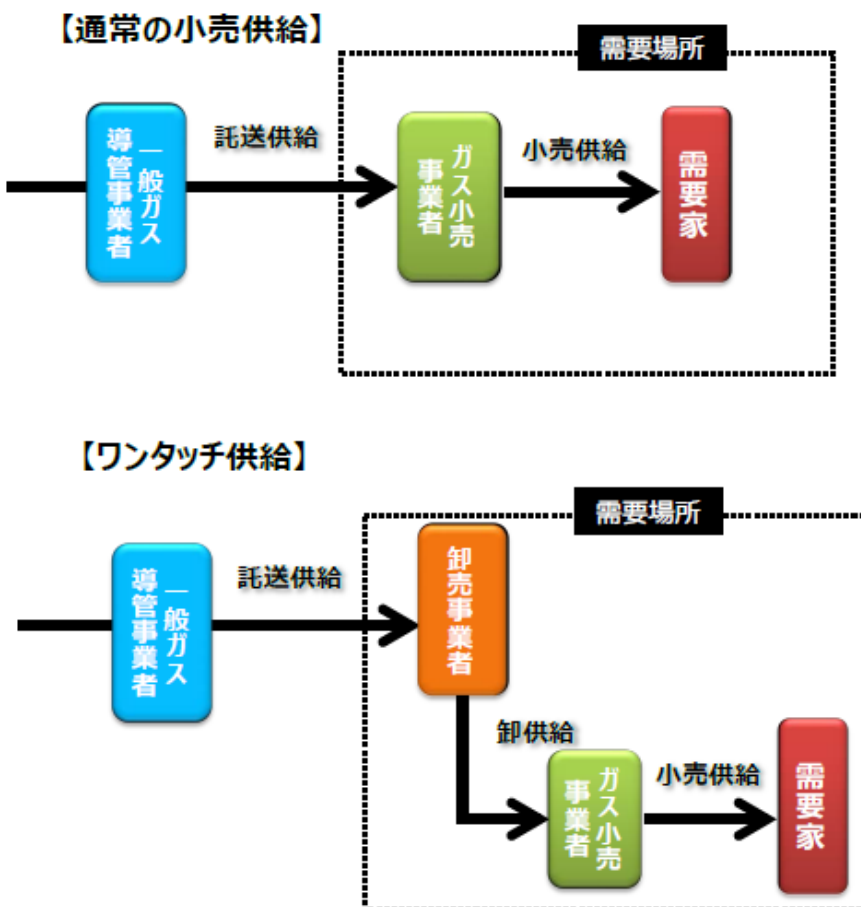 【通常の小売供給】
需要場所
一般ガス
導管事業者
託送供給
ガス小売
事業者
小売供給
需要家
【ワンタッチ供給】
需要場所
一般ガス
導管事業者
託送供給
卸売事業者
卸供給
ガス小売
事業者
小売供給
需要家